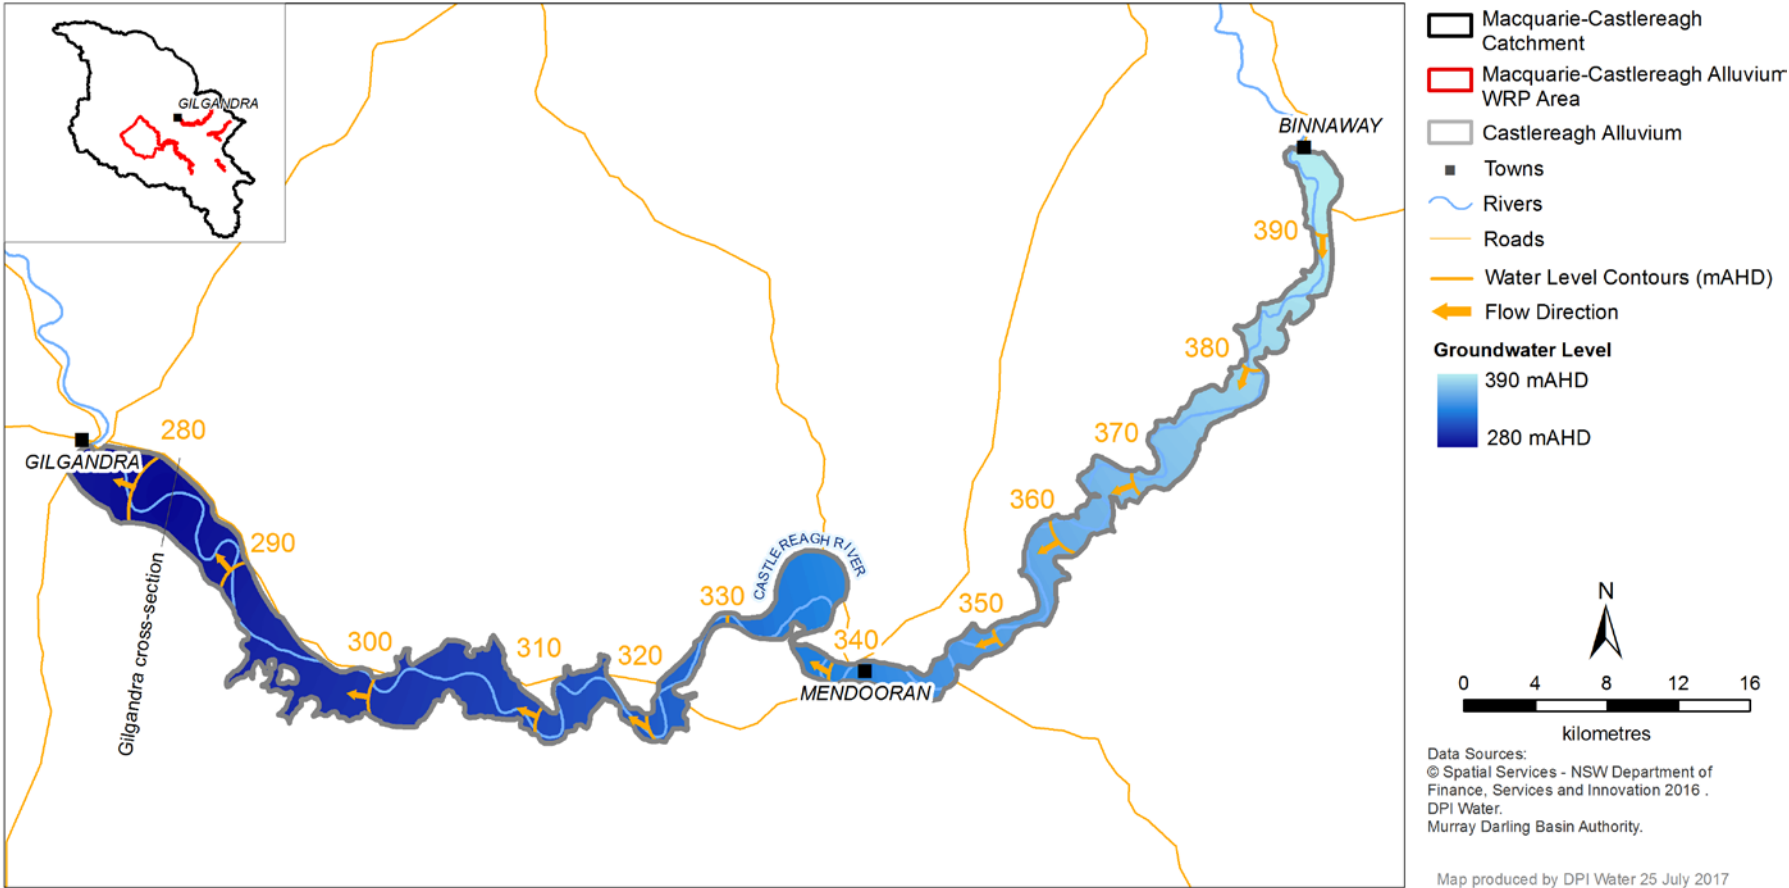 GILGANDRA
BINNAWAY
390
380
370
360
350
340
MENDOORAN
CASTLEREAGH RIVER
330
320
310
300
290
280
GILGANDRA
Gilgandra cross-section
Macquarie-Castlereagh
Catchment
Macquarie-Castlereagh Alluvium
WRP Area
Castlereagh Alluvium
Towns
Rivers
Roads
Water Level Contours (mAHD)
Flow Direction
Groundwater Level
390 mAHD
280 mAHD
N
0 4 8 12 16
kilometres
Data Sources:
© Spatial Services - NSW Department of
Finance, Services and Innovation 2016 .
DPI Water.
Murray Darling Basin Authority.
Map produced by DPI Water 25 July 2017